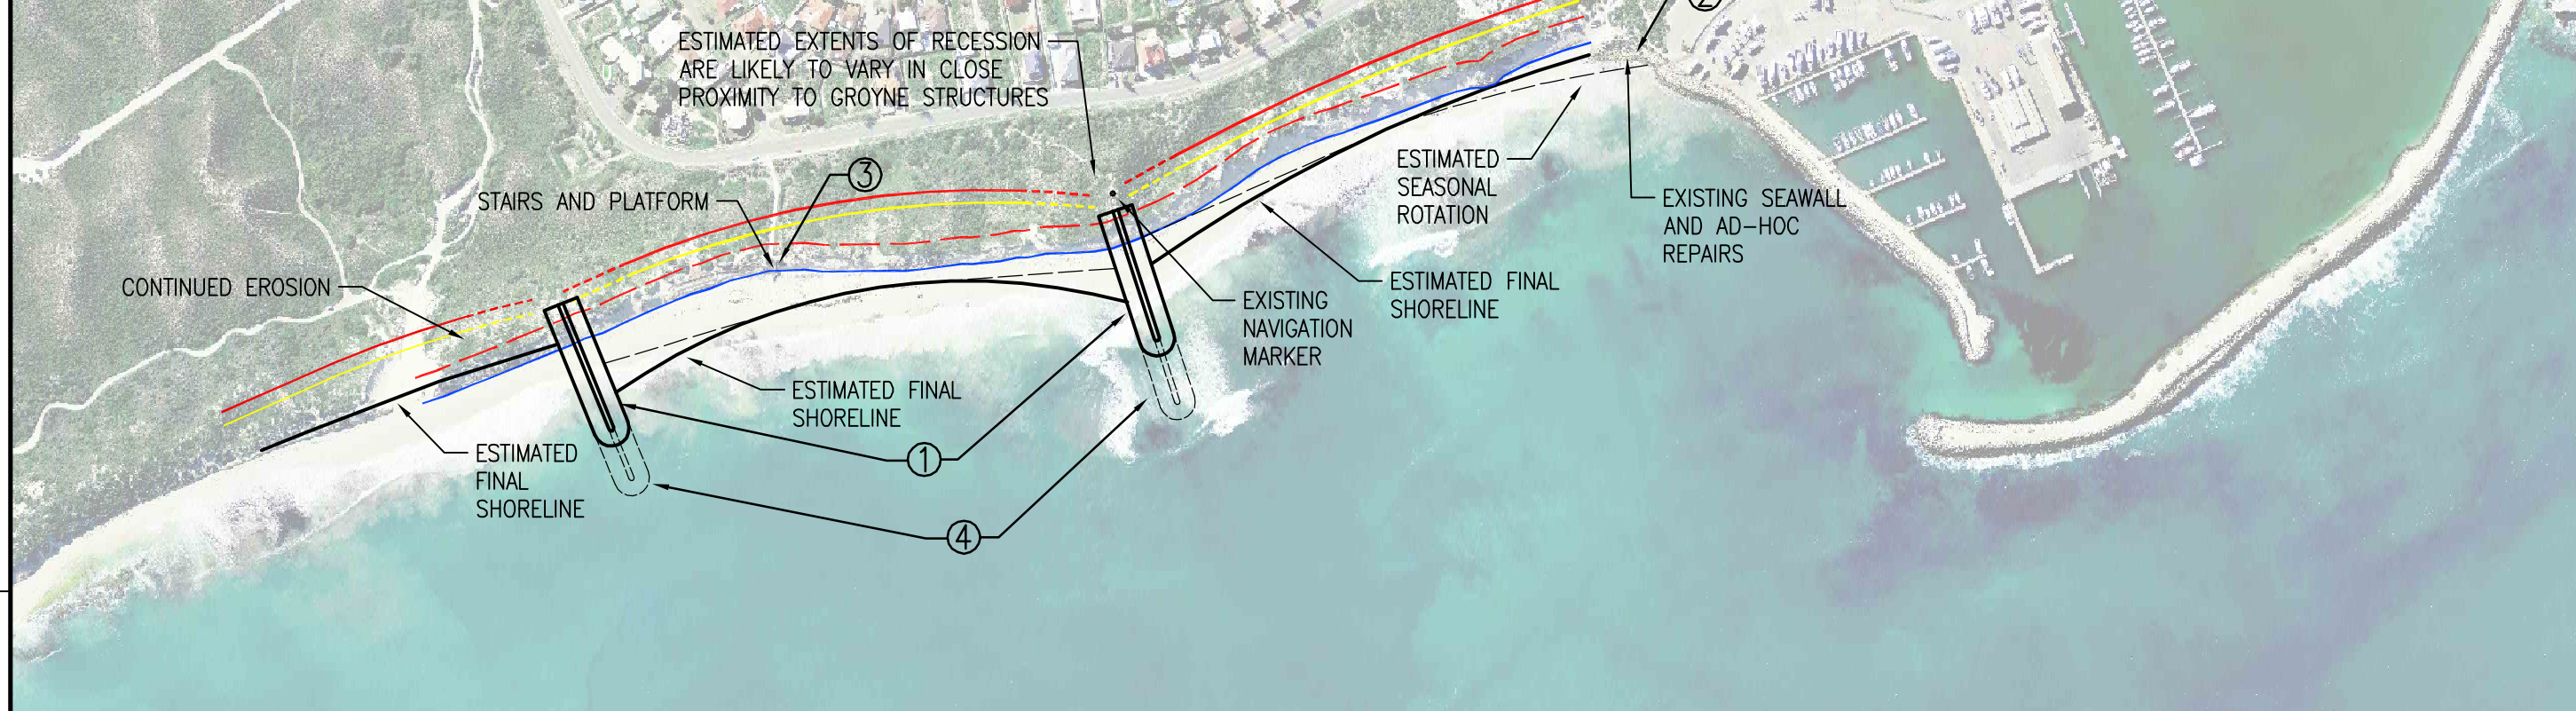 2
ESTIMATED EXTENTS OF RECESSION
ARE LIKELY TO VARY IN CLOSE
PROXIMITY TO GROYNE STRUCTURES
3
STAIRS AND PLATFORM
ESTIMATED
SEASONAL
ROTATION
EXISTING SEAWALL
AND AD-HOC
REPAIRS
CONTINUED EROSION
ESTIMATED FINAL
SHORELINE
EXISTING
NAVIGATION
MARKER
ESTIMATED FINAL
SHORELINE
ESTIMATED
FINAL
SHORELINE
1
4